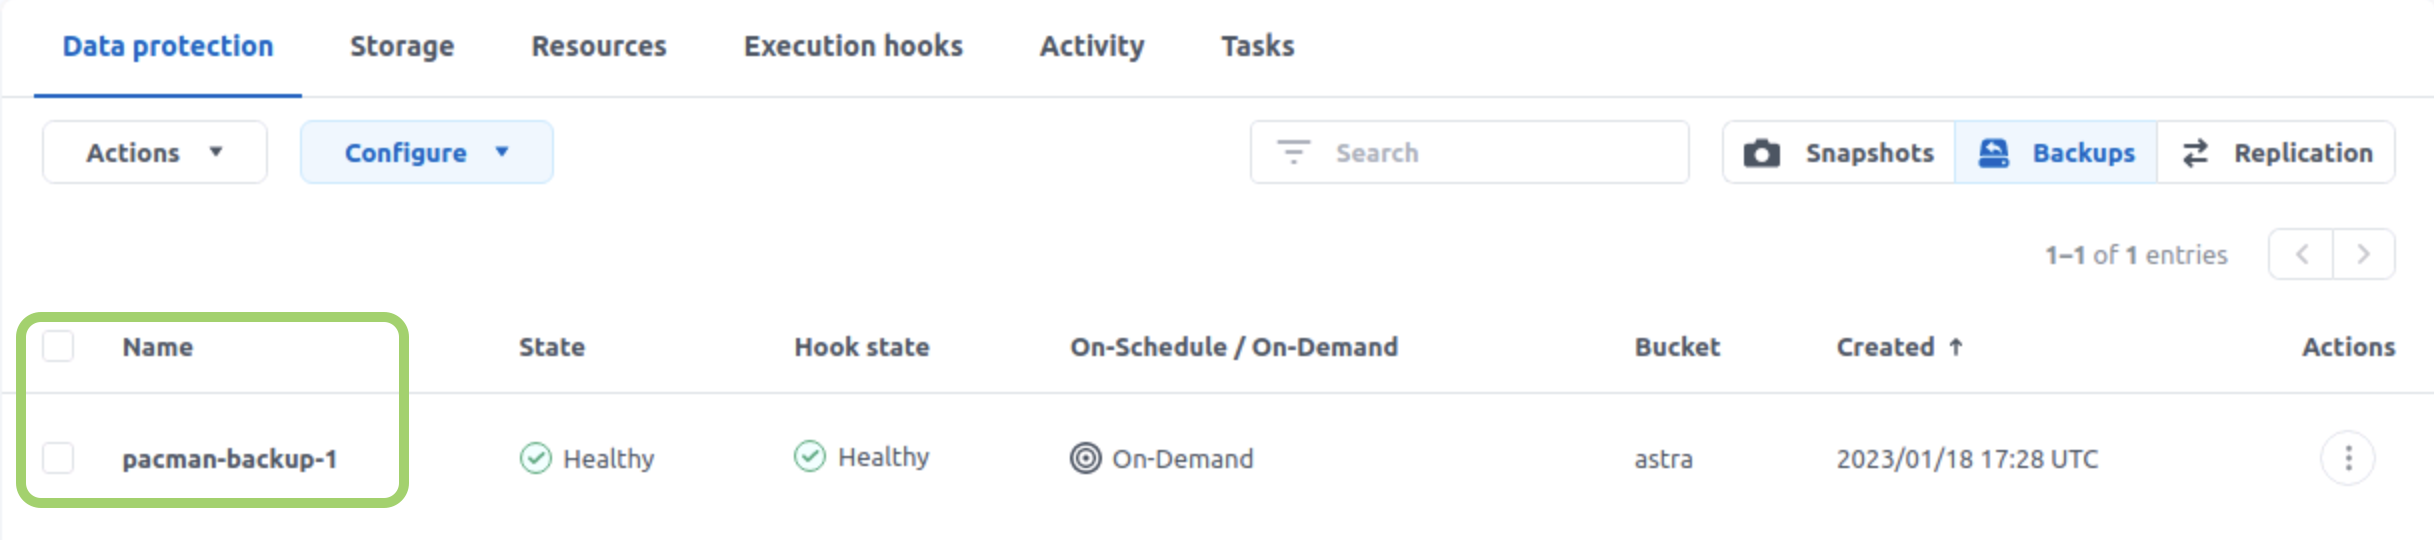 Data protection Storage Resources Execution hooks Activity Tasks
Actions Configure Search Snapshots Backups Replication
1–1 of 1 entries
Name State Hook state On-Schedule / On-Demand Bucket Created ↑ Actions
pacman-backup-1 Healthy Healthy On-Demand astra 2023/01/18 17:28 UTC